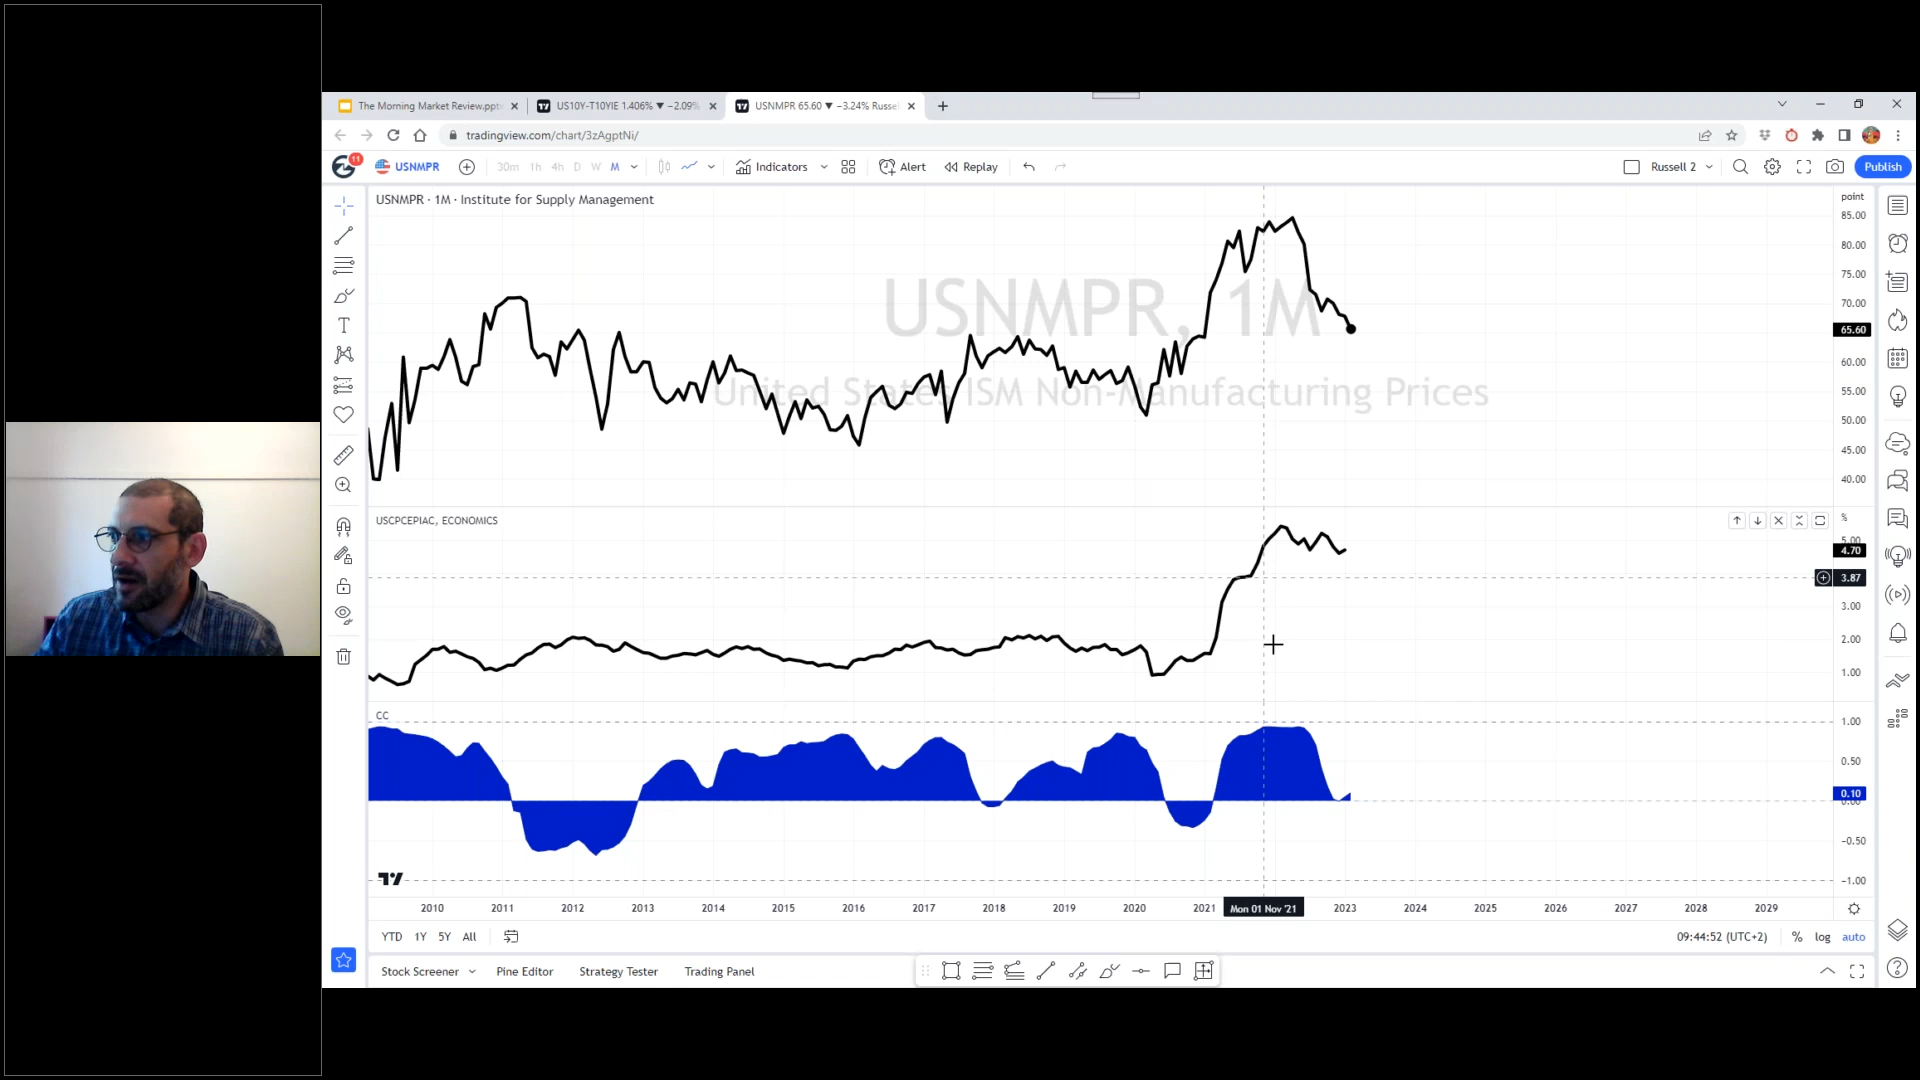 The Morning Market Review.pptx
US10Y-T10YIE 1.406% ▼ −2.09%
USNMPR 65.60 ▼ −3.24% Russel
tradingview.com/chart/3zAgptNi/
11
USNMPR
30m 1h 4h D W M
Indicators
Alert
Replay
Russell 2
Publish
USNMPR · 1M · Institute for Supply Management
USNMPR, 1M
United States ISM Non-Manufacturing Prices
point
85.00
80.00
75.00
70.00
65.60
60.00
55.00
50.00
45.00
40.00
USCPCEPIAC, ECONOMICS
%
5.00
4.70
3.87
3.00
2.00
1.00
CC
1.00
0.50
0.10
0.00
−0.50
−1.00
2010 2011 2012 2013 2014 2015 2016 2017 2018 2019 2020 2021 Mon 01 Nov '21 2023 2024 2025 2026 2027 2028 2029
YTD 1Y 5Y All
09:44:52 (UTC+2) % log auto
Stock Screener Pine Editor Strategy Tester Trading Panel